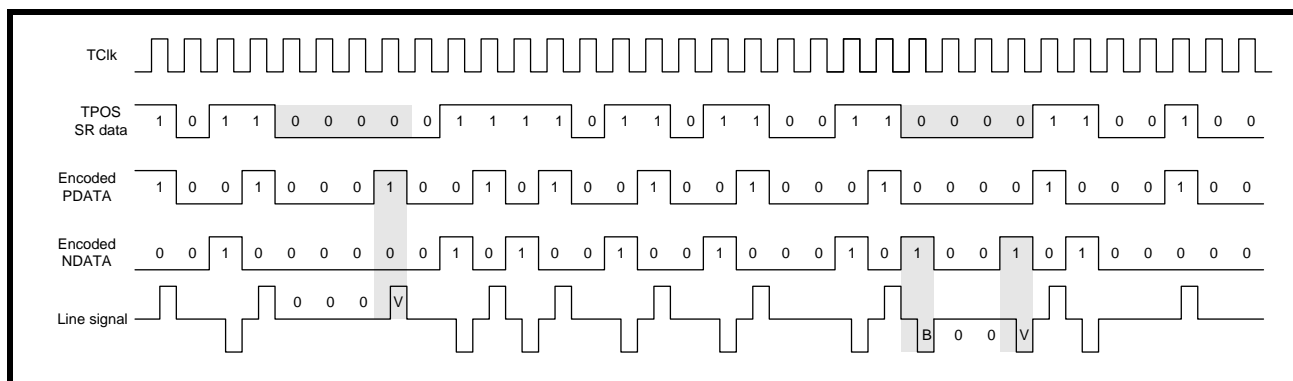 TClk
TPOS
SR data
1 0 1 1 0 0 0 0 0 1 1 1 1 0 1 1 0 1 1 0 0 1 1 0 0 0 0 1 1 0 0 1 0 0
Encoded
PDATA
1 0 0 1 0 0 0 1 0 0 1 0 1 0 0 1 0 0 1 0 0 0 1 0 0 0 0 1 0 0 0 1 0 0
Encoded
NDATA
0 0 1 0 0 0 0 0 0 1 0 1 0 0 1 0 0 1 0 0 0 1 0 1 0 0 1 0 1 0 0 0 0 0
Line signal
0 0 0 V
B 0 0 V